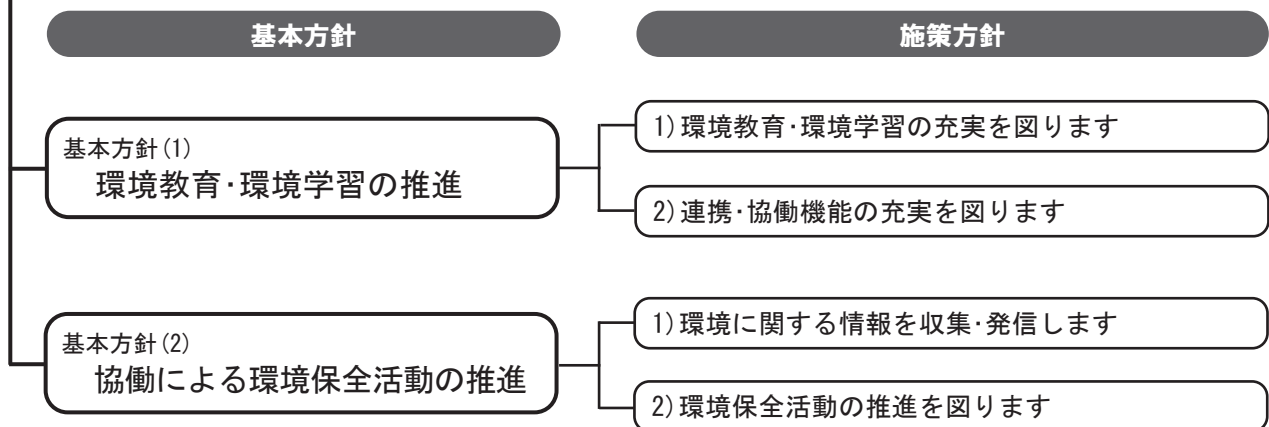 基本方針
施策方針
基本方針(1)
環境教育・環境学習の推進
1)環境教育・環境学習の充実を図ります
2)連携・協働機能の充実を図ります
基本方針(2)
協働による環境保全活動の推進
1)環境に関する情報を収集・発信します
2)環境保全活動の推進を図ります